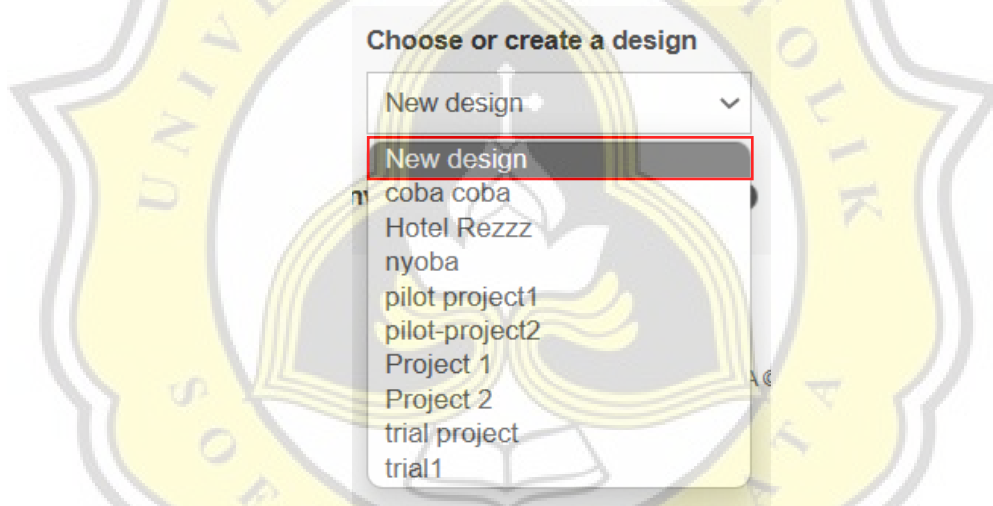 Choose or create a design
New design
New design
coba coba
Hotel Rezzz
nyoba
pilot project1
pilot-project2
Project 1
Project 2
trial project
trial1